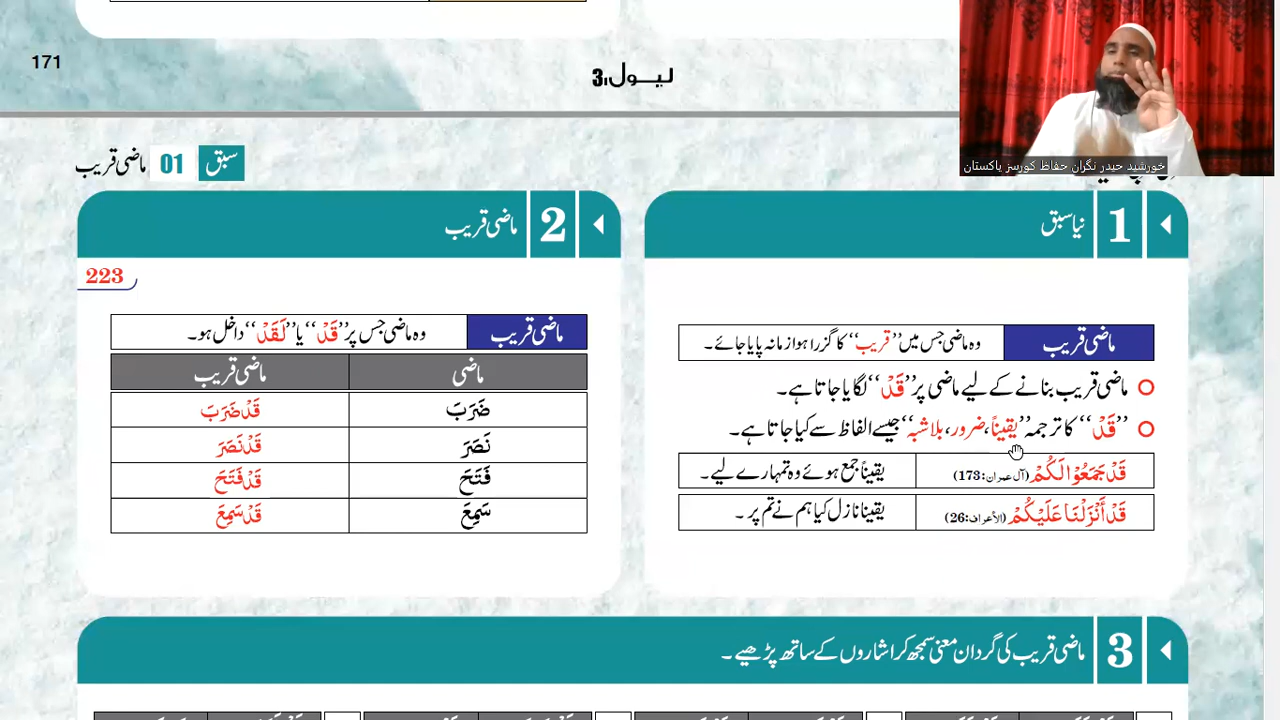 171
لیول:3
خورشید حیدر نگران حفاظ کورسز پاکستان
سبق 01 ماضی قریب
1 نیا سبق
ماضی قریب وہ ماضی جس میں ’’قریب‘‘ کا گزرا ہوا زمانہ پایا جائے۔
ماضی قریب بنانے کے لیے ماضی پر ’’قَدْ‘‘ لگایا جاتا ہے۔
’’قَدْ‘‘ کا ترجمہ ’’یقیناً، ضرور، بلاشبہ‘‘ جیسے الفاظ سے کیا جاتا ہے۔
قَدْ جَمَعُوْا لَكُمْ (آل عمران:173) یقیناً جمع ہوئے وہ تمہارے لیے۔
قَدْ أَنْزَلْنَا عَلَيْكُمْ (الأعراف:26) یقینا نازل کیا ہم نے تم پر۔
2 ماضی قریب
223
ماضی قریب وہ ماضی جس پر ’’قَدْ‘‘ یا ’’لَقَدْ‘‘ داخل ہو۔
ماضی ماضی قریب
ضَرَبَ قَدْ ضَرَبَ
نَصَرَ قَدْ نَصَرَ
فَتَحَ قَدْ فَتَحَ
سَمِعَ قَدْ سَمِعَ
3 ماضی قریب کی گردان معنی سمجھ کر اشاروں کے ساتھ پڑھیے۔